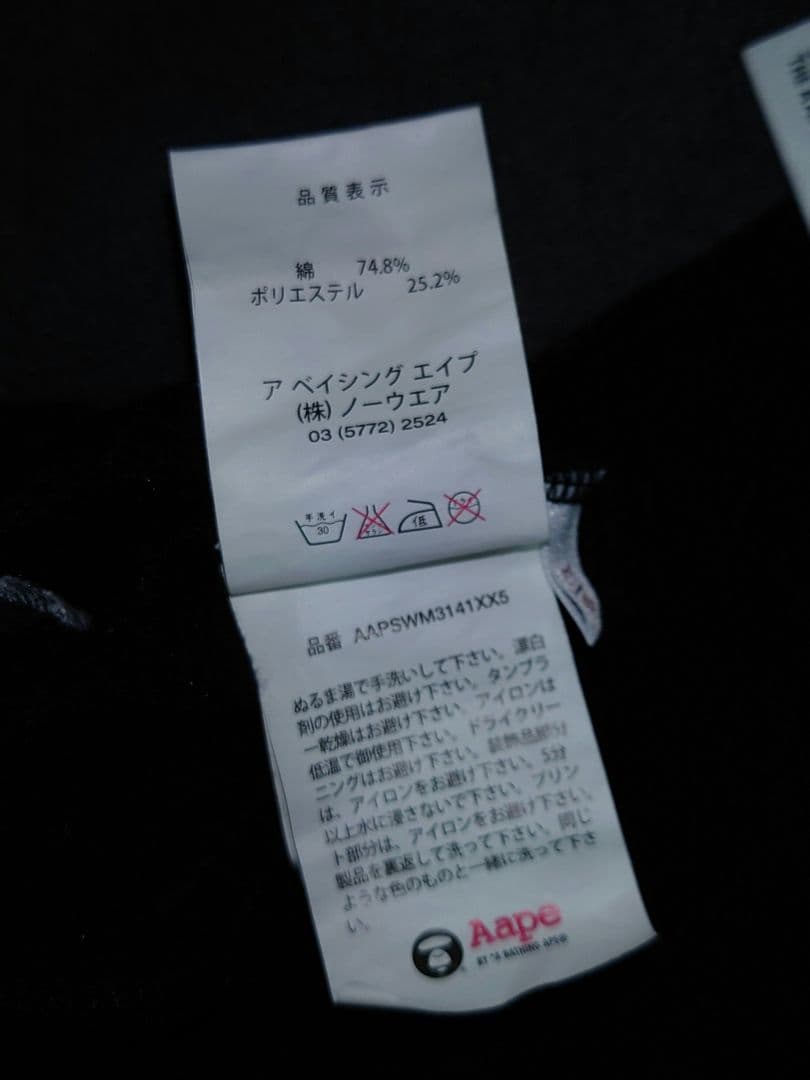 品質表示
綿 74.8%
ポリエステル 25.2%
ア ベイシング エイプ
(株) ノーウエア
03 (5772) 2524
手洗イ
30
低
品番 AAPSWM3141XX5
ぬるま湯で手洗いして下さい。漂白
剤の使用はお避け下さい。タンブラ
ー乾燥はお避け下さい。アイロンは
低温で御使用下さい。ドライクリー
ニングはお避け下さい。装飾品部分
は、アイロンをお避け下さい。5分
以上水に浸さないで下さい。プリン
ト部分は、アイロンをお避け下さい。
製品を裏返して洗って下さい。同じ
ような色のものと一緒に洗って下さ
い。
Aape
BY *A BATHING APE®